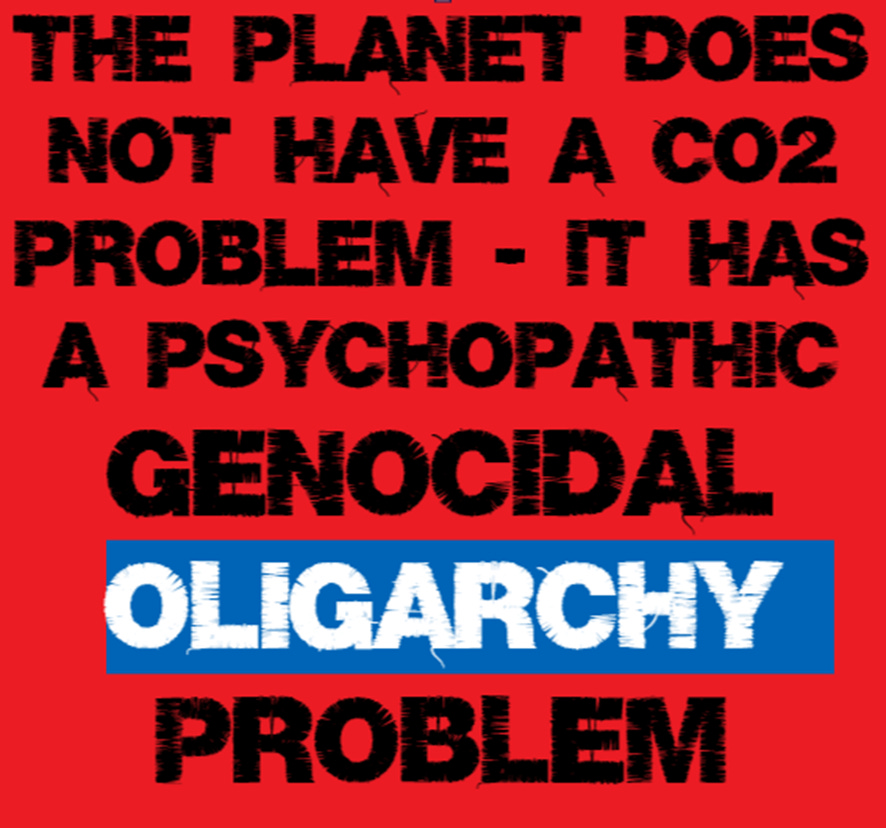 THE PLANET DOES
NOT HAVE A CO2
PROBLEM - IT HAS
A PSYCHOPATHIC
GENOCIDAL
OLIGARCHY
PROBLEM